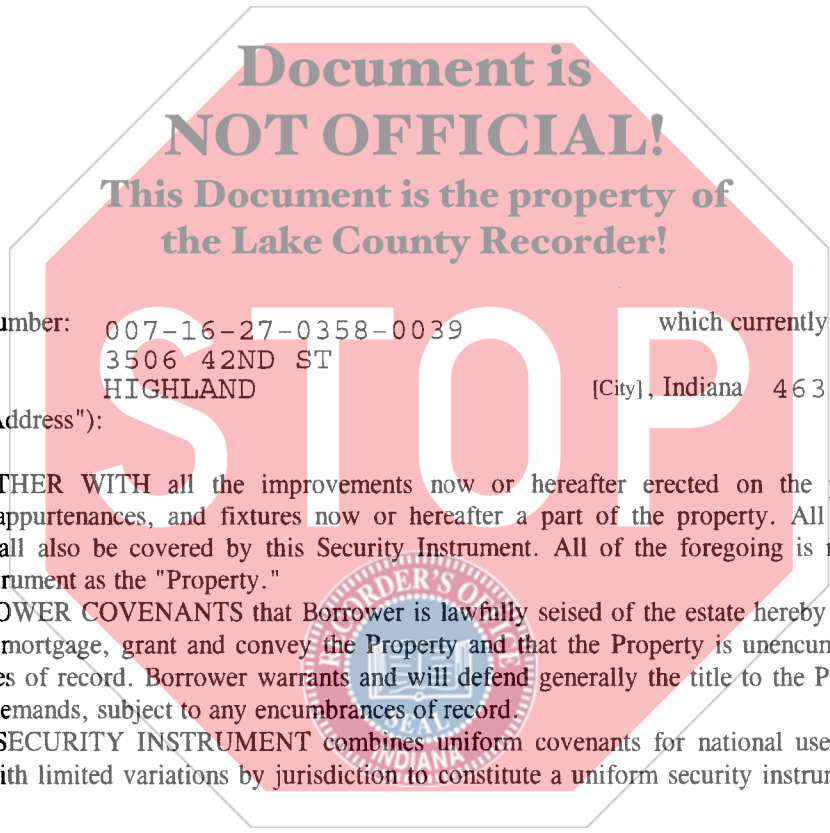 Document is
NOT OFFICIAL!
This Document is the property of
the Lake County Recorder!
STOP
umber: 007-16-27-0358-0039 which currently
3506 42ND ST
HIGHLAND [City], Indiana 463
Address"):
THER WITH all the improvements now or hereafter erected on the
appurtenances, and fixtures now or hereafter a part of the property. All
all also be covered by this Security Instrument. All of the foregoing is
rument as the "Property."
OWER COVENANTS that Borrower is lawfully seised of the estate hereby
mortgage, grant and convey the Property and that the Property is unencum
es of record. Borrower warrants and will defend generally the title to the P
emands, subject to any encumbrances of record.
SECURITY INSTRUMENT combines uniform covenants for national use
ith limited variations by jurisdiction to constitute a uniform security instrum
RECORDER'S OFFICE
SEAL
INDIANA